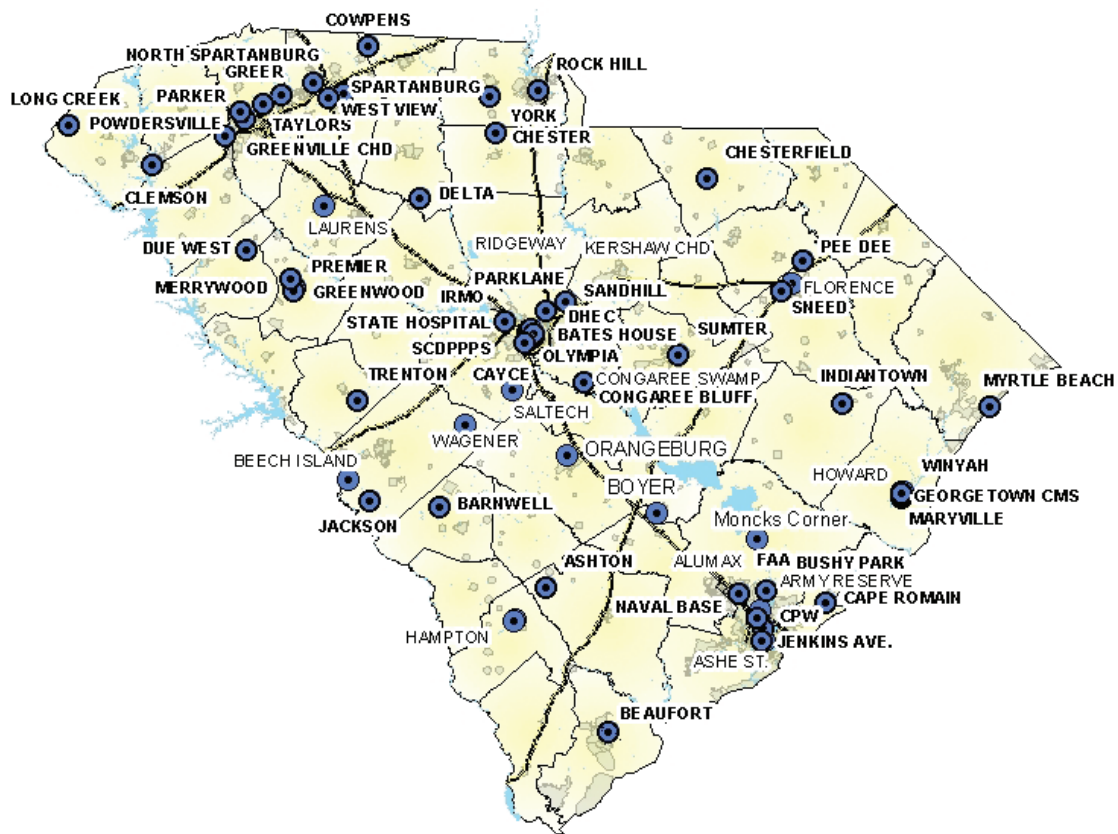 COWPENS
NORTH SPARTANBURG
GREER
ROCK HILL
LONG CREEK
PARKER
SPARTANBURG
WEST VIEW
YORK
POWDERSVILLE
TAYLORS
CHESTER
GREENVILLE CHD
CHESTERFIELD
CLEMSON
DELTA
LAURENS
DUE WEST
RIDGEWAY
KERSHAW CHD
PEE DEE
PREMIER
PARKLANE
MERRYWOOD
GREENWOOD
IRMO
SANDHILL
FLORENCE
SNEED
DHEC
STATE HOSPITAL
BATES HOUSE
SUMTER
SCDPPPS
OLYMPIA
TRENTON
CAYCE
CONGAREE SWAMP
CONGAREE BLUFF
INDIANTOWN
MYRTLE BEACH
SALTECH
WAGENER
ORANGEBURG
BEECH ISLAND
HOWARD
WINYAH
BOYER
GEORGETOWN CMS
JACKSON
BARNWELL
MARYVILLE
Moncks Corner
ALUMAX
FAA
BUSHY PARK
ASHTON
ARMY RESERVE
NAVAL BASE
CAPE ROMAIN
CPW
HAMPTON
JENKINS AVE.
ASHE ST.
BEAUFORT